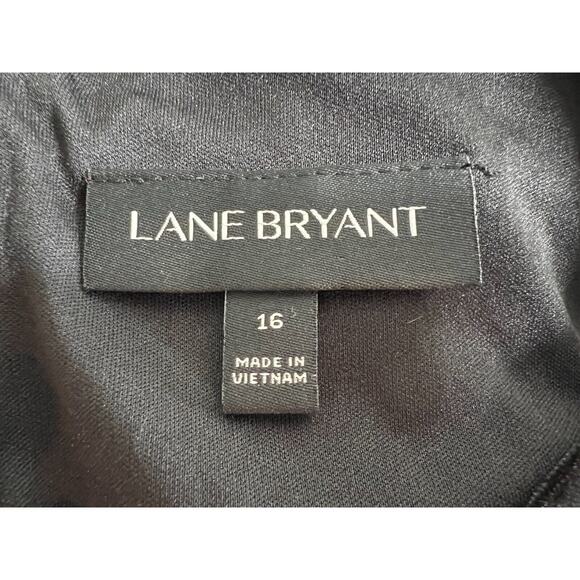 LANE BRYANT
16
MADE IN
VIETNAM